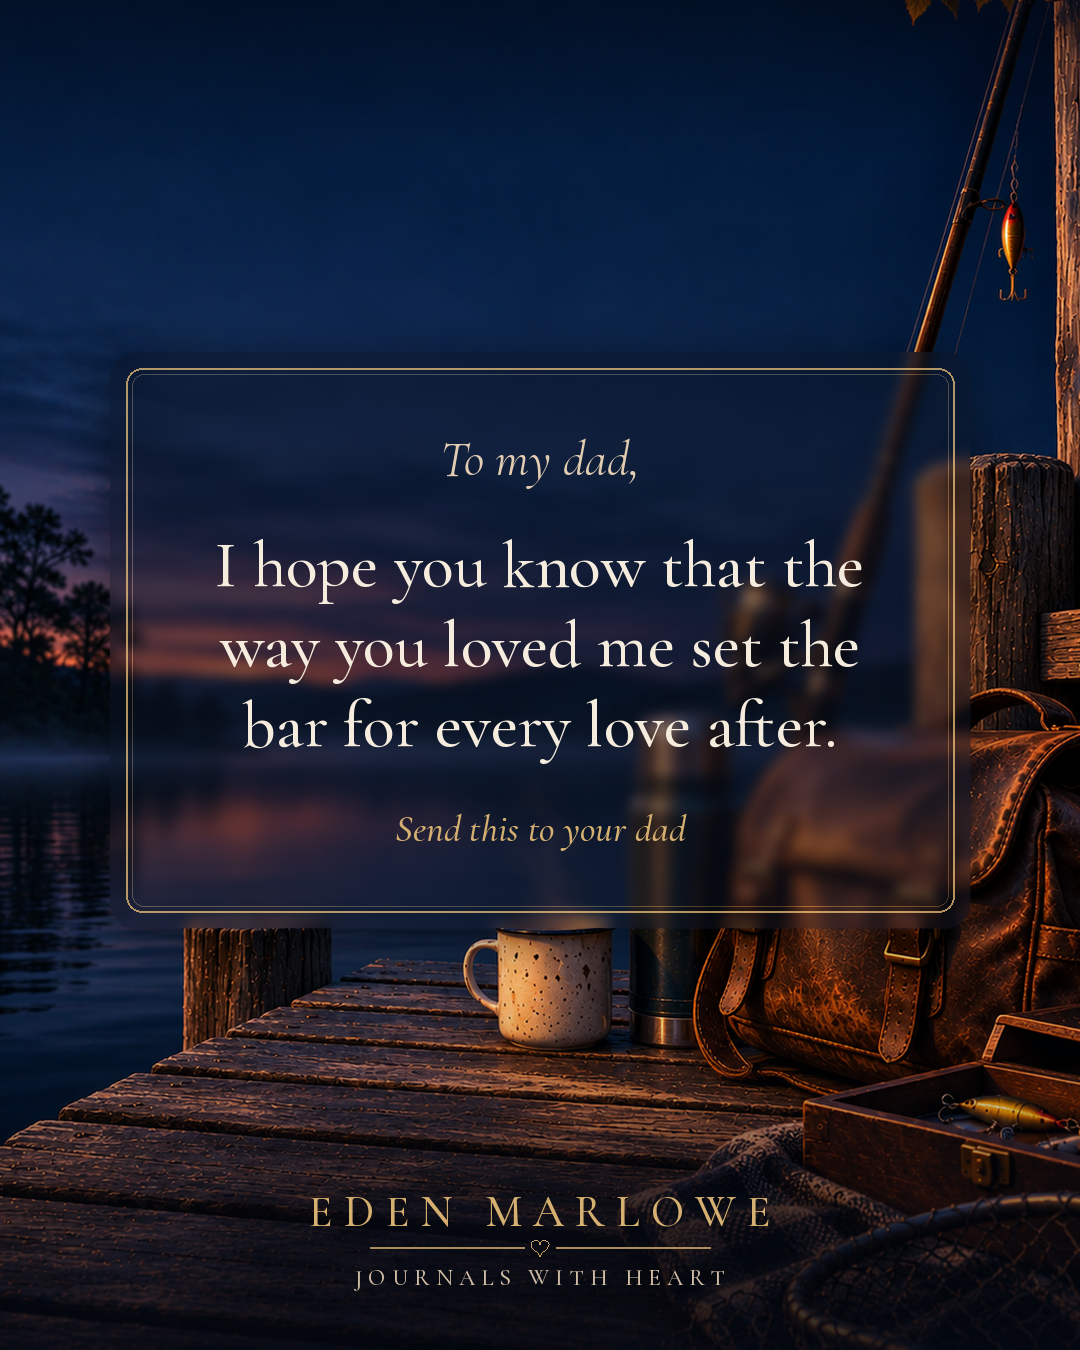 To my dad,
I hope you know that the
way you loved me set the
bar for every love after.
Send this to your dad
EDEN MARLOWE
JOURNALS WITH HEART